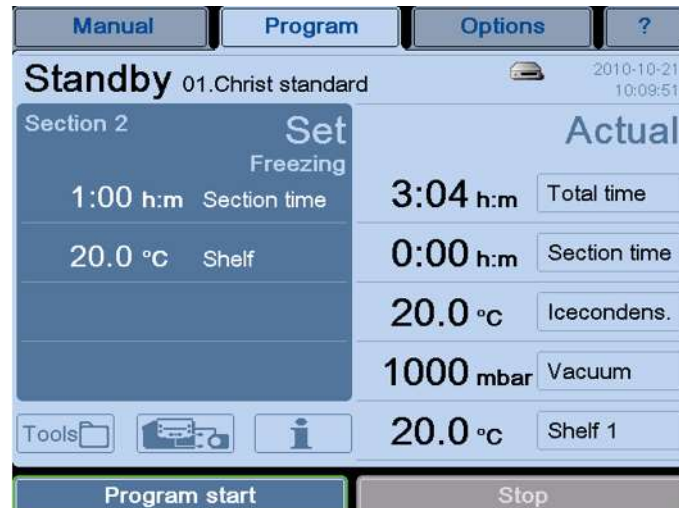 Manual Program Options ?
Standby 01.Christ standard
2010-10-21
10:09:51
Section 2 Set
Freezing
1:00 h:m Section time
20.0 °C Shelf
Actual
3:04 h:m Total time
0:00 h:m Section time
20.0 °C Icecondens.
1000 mbar Vacuum
20.0 °C Shelf 1
Tools i
Program start Stop